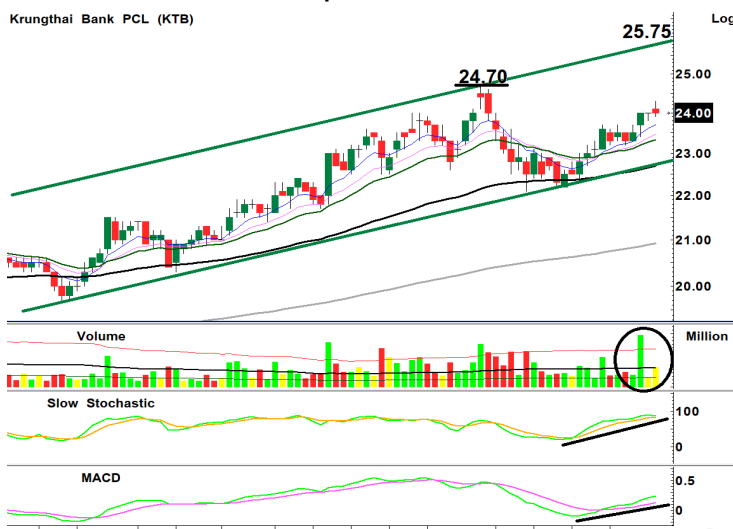 Krungthai Bank PCL (KTB)
Log
25.75
24.70
25.00
24.00
23.00
22.00
21.00
20.00
Volume
Million
Slow Stochastic
100
0
MACD
0.5
0